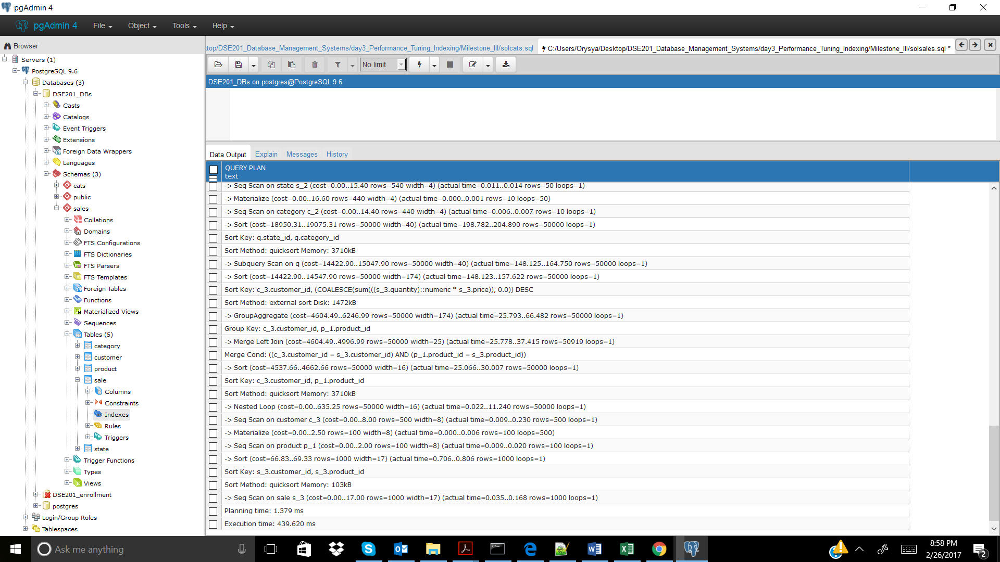 pgAdmin 4
pgAdmin 4 File Object Tools Help
Browser
Servers (1)
PostgreSQL 9.6
Databases (3)
DSE201_DBs
Casts
Catalogs
Event Triggers
Extensions
Foreign Data Wrappers
Languages
Schemas (3)
cats
public
sales
Collations
Domains
FTS Configurations
FTS Dictionaries
FTS Parsers
FTS Templates
Foreign Tables
Functions
Materialized Views
Sequences
Tables (5)
category
customer
product
sale
Columns
Constraints
Indexes
Rules
Triggers
state
Trigger Functions
Types
Views
DSE201_enrollment
postgres
Login/Group Roles
Tablespaces
ktop/DSE201_Database_Management_Systems/day3_Performance_Tuning_Indexing/Milestone_III/solcats.sql
C:/Users/Orysya/Desktop/DSE201_Database_Management_Systems/day3_Performance_Tuning_Indexing/Milestone_III/solsales.sql *
No limit
DSE201_DBs on postgres@PostgreSQL 9.6
Data Output Explain Messages History
QUERY PLAN
text
-> Seq Scan on state s_2 (cost=0.00..15.40 rows=540 width=4) (actual time=0.011..0.014 rows=50 loops=1)
-> Materialize (cost=0.00..16.60 rows=440 width=4) (actual time=0.000..0.001 rows=10 loops=50)
-> Seq Scan on category c_2 (cost=0.00..14.40 rows=440 width=4) (actual time=0.006..0.007 rows=10 loops=1)
-> Sort (cost=18950.31..19075.31 rows=50000 width=40) (actual time=198.782..204.890 rows=50000 loops=1)
Sort Key: q.state_id, q.category_id
Sort Method: quicksort Memory: 3710kB
-> Subquery Scan on q (cost=14422.90..15047.90 rows=50000 width=40) (actual time=148.125..164.750 rows=50000 loops=1)
-> Sort (cost=14422.90..14547.90 rows=50000 width=174) (actual time=148.123..157.622 rows=50000 loops=1)
Sort Key: c_3.customer_id, (COALESCE(sum(((s_3.quantity)::numeric * s_3.price)), 0.0)) DESC
Sort Method: external sort Disk: 1472kB
-> GroupAggregate (cost=4604.49..6246.99 rows=50000 width=174) (actual time=25.793..66.482 rows=50000 loops=1)
Group Key: c_3.customer_id, p_1.product_id
-> Merge Left Join (cost=4604.49..4996.99 rows=50000 width=25) (actual time=25.778..37.415 rows=50919 loops=1)
Merge Cond: ((c_3.customer_id = s_3.customer_id) AND (p_1.product_id = s_3.product_id))
-> Sort (cost=4537.66..4662.66 rows=50000 width=16) (actual time=25.066..30.007 rows=50000 loops=1)
Sort Key: c_3.customer_id, p_1.product_id
Sort Method: quicksort Memory: 3710kB
-> Nested Loop (cost=0.00..635.25 rows=50000 width=16) (actual time=0.022..11.240 rows=50000 loops=1)
-> Seq Scan on customer c_3 (cost=0.00..8.00 rows=500 width=8) (actual time=0.009..0.230 rows=500 loops=1)
-> Materialize (cost=0.00..2.50 rows=100 width=8) (actual time=0.000..0.006 rows=100 loops=500)
-> Seq Scan on product p_1 (cost=0.00..2.00 rows=100 width=8) (actual time=0.009..0.020 rows=100 loops=1)
-> Sort (cost=66.83..69.33 rows=1000 width=17) (actual time=0.706..0.806 rows=1000 loops=1)
Sort Key: s_3.customer_id, s_3.product_id
Sort Method: quicksort Memory: 103kB
-> Seq Scan on sale s_3 (cost=0.00..17.00 rows=1000 width=17) (actual time=0.035..0.168 rows=1000 loops=1)
Planning time: 1.379 ms
Execution time: 439.620 ms
Ask me anything
8:58 PM
2/26/2017
2